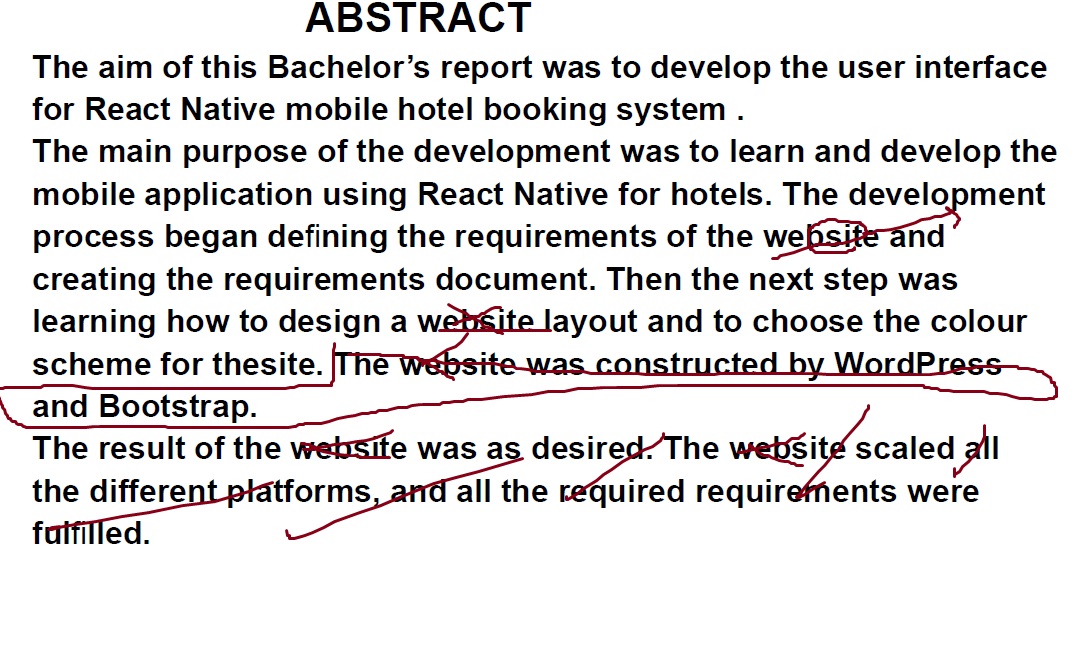 ABSTRACT
The aim of this Bachelor’s report was to develop the user interface
for React Native mobile hotel booking system .
The main purpose of the development was to learn and develop the
mobile application using React Native for hotels. The development
process began defining the requirements of the website and
creating the requirements document. Then the next step was
learning how to design a website layout and to choose the colour
scheme for thesite. The website was constructed by WordPress
and Bootstrap.
The result of the website was as desired. The website scaled all
the different platforms, and all the required requirements were
fulfilled.